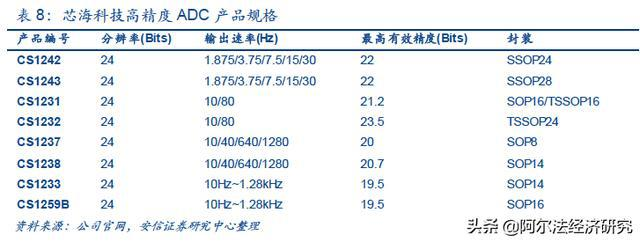 表 8：芯海科技高精度 ADC 产品规格
产品编号 分辨率(Bits) 输出速率(Hz) 最高有效精度(Bits) 封装
CS1242 24 1.875/3.75/7.5/15/30 22 SSOP24
CS1243 24 1.875/3.75/7.5/15/30 22 SSOP28
CS1231 24 10/80 21.2 SOP16/TSSOP16
CS1232 24 10/80 23.5 TSSOP24
CS1237 24 10/40/640/1280 20 SOP8
CS1238 24 10/40/640/1280 20.7 SOP14
CS1233 24 10Hz~1.28kHz 19.5 SOP14
CS1259B 24 10Hz~1.28kHz 19.5 SOP16
资料来源：公司官网，安信证券研究中心整理
头条 @阿尔法经济研究